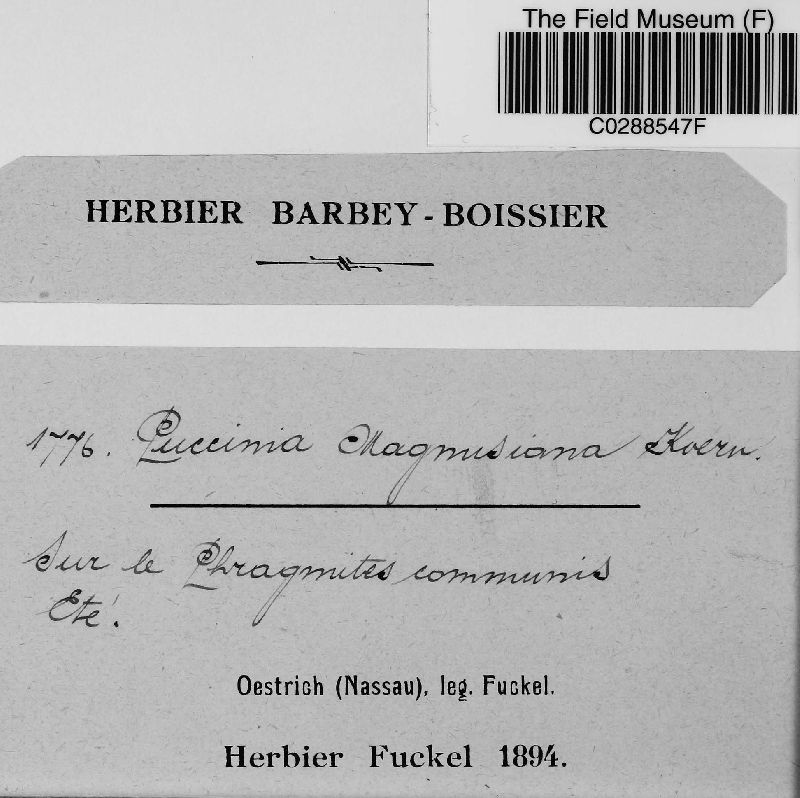 The Field Museum (F)
C0288547F
HERBIER BARBEY-BOISSIER
1776. Puccinia Magnusiana Koern.
Sur le Phragmites communis
Eté.
Oestrich (Nassau), leg. Fuckel.
Herbier Fuckel 1894.